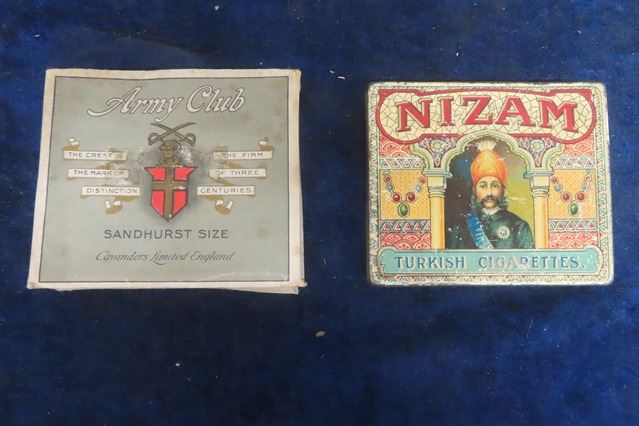 Army Club
THE CREST IS THE FIRM
THE MARK OF OF THREE
DISTINCTION CENTURIES
SANDHURST SIZE
Cavanders Limited England
NIZAM
TURKISH CIGARETTES.